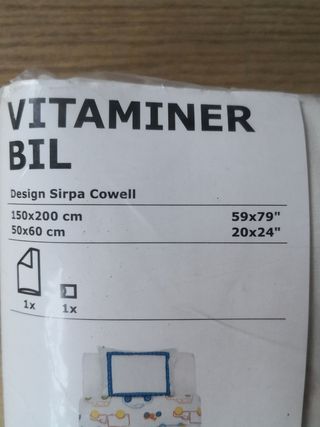 VITAMINER
BIL
Design Sirpa Cowell
150x200 cm 59x79"
50x60 cm 20x24"
1x 1x